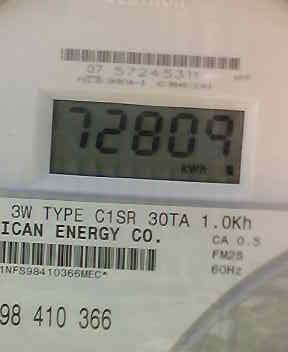 07 57245311
72809
kWh
3W TYPE C1SR 30TA 1.0Kh
ICAN ENERGY CO.
CA 0.5
FM2S
60Hz
1NFS98410366MEC*
98 410 366